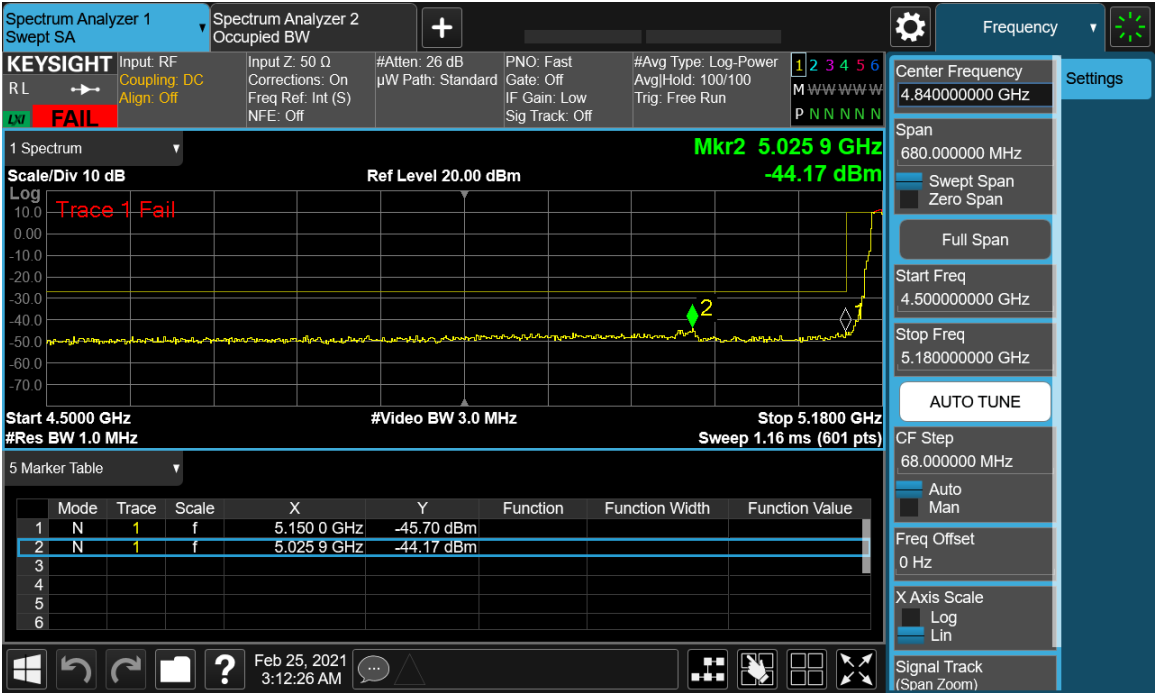 Spectrum Analyzer 1
Swept SA
Spectrum Analyzer 2
Occupied BW
+
Frequency
KEYSIGHT
R L
LXI
FAIL
Input: RF
Coupling: DC
Align: Off
Input Z: 50 Ω
Corrections: On
Freq Ref: Int (S)
NFE: Off
#Atten: 26 dB
µW Path: Standard
PNO: Fast
Gate: Off
IF Gain: Low
Sig Track: Off
#Avg Type: Log-Power
Avg|Hold: 100/100
Trig: Free Run
1 2 3 4 5 6
M W W W W W
P N N N N N
1 Spectrum
Mkr2 5.025 9 GHz
-44.17 dBm
Scale/Div 10 dB
Ref Level 20.00 dBm
Log
Trace 1 Fail
10.0
0.00
-10.0
-20.0
-30.0
-40.0
-50.0
-60.0
-70.0
2
1
Start 4.5000 GHz
#Video BW 3.0 MHz
Stop 5.1800 GHz
#Res BW 1.0 MHz
Sweep 1.16 ms (601 pts)
5 Marker Table
Mode Trace Scale X Y Function Function Width Function Value
1 N 1 f 5.150 0 GHz -45.70 dBm
2 N 1 f 5.025 9 GHz -44.17 dBm
3
4
5
6
?
Feb 25, 2021
3:12:26 AM
Center Frequency
4.840000000 GHz
Span
680.000000 MHz
Swept Span
Zero Span
Full Span
Start Freq
4.500000000 GHz
Stop Freq
5.180000000 GHz
AUTO TUNE
CF Step
68.000000 MHz
Auto
Man
Freq Offset
0 Hz
X Axis Scale
Log
Lin
Signal Track
(Span Zoom)
Settings